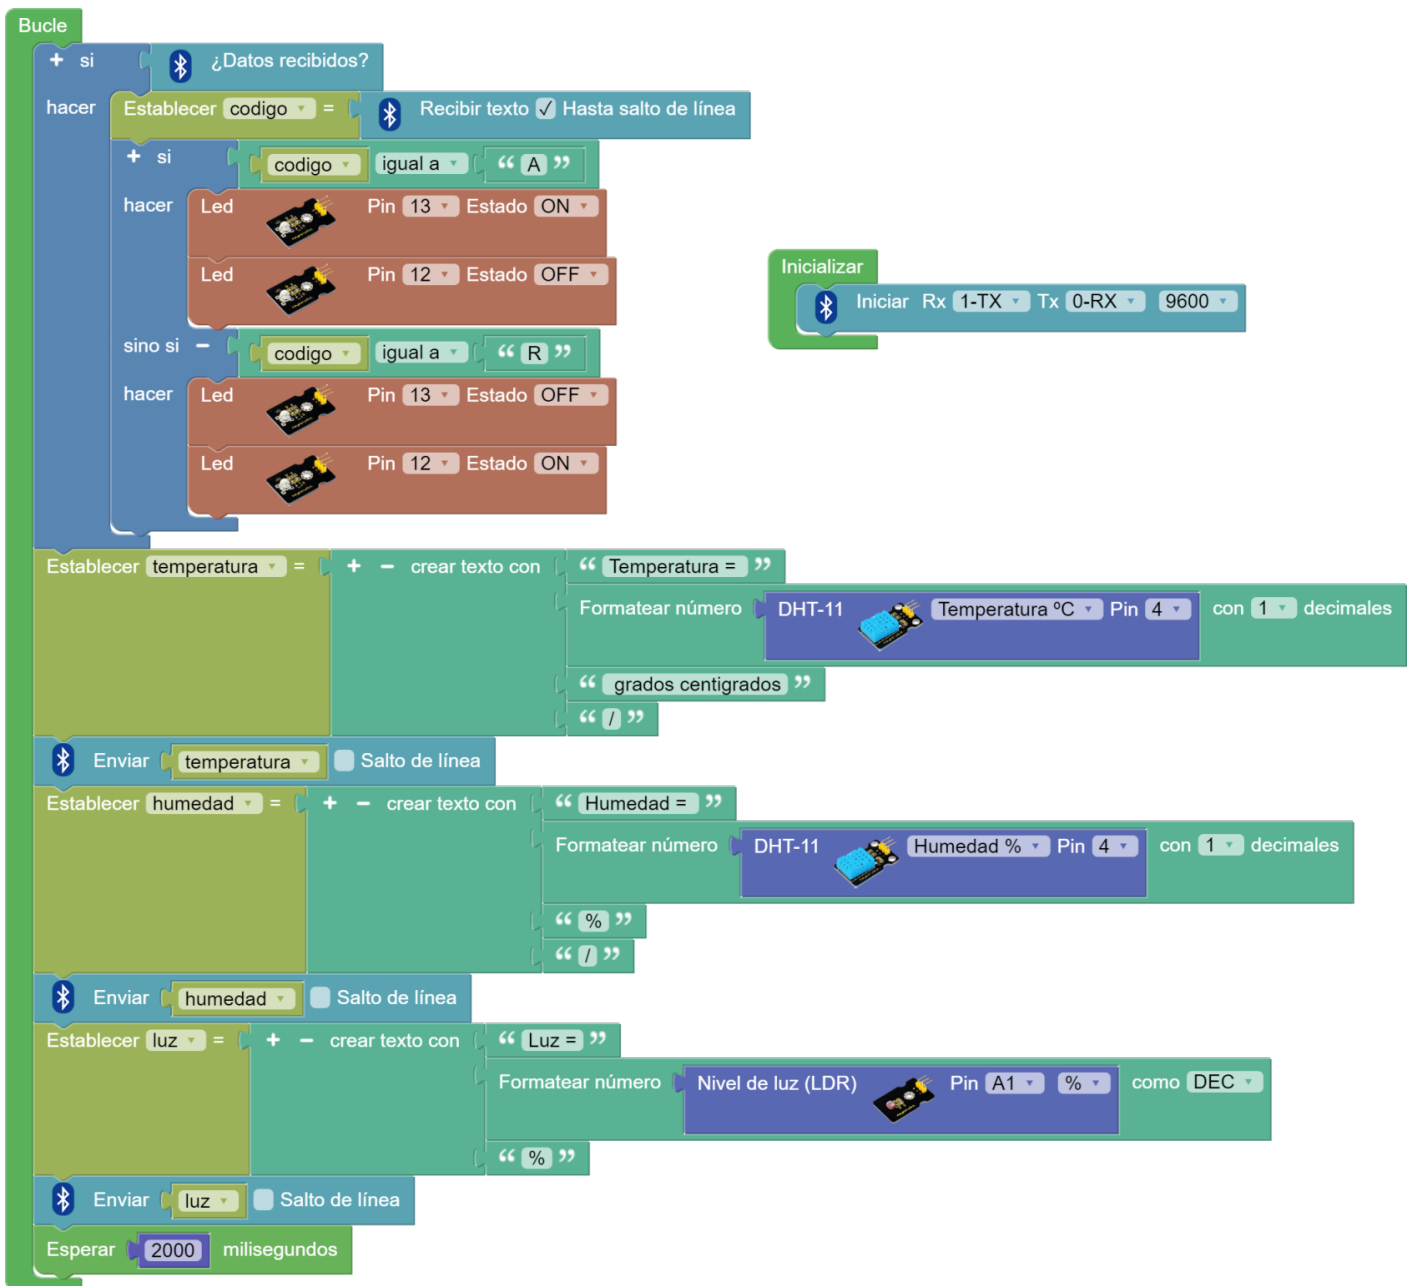 Bucle
+ si ¿Datos recibidos?
hacer Establecer codigo = Recibir texto ✓ Hasta salto de línea
+ si codigo igual a “ A ”
hacer Led Pin 13 Estado ON
Led Pin 12 Estado OFF
sino si − codigo igual a “ R ”
hacer Led Pin 13 Estado OFF
Led Pin 12 Estado ON
Inicializar
Iniciar Rx 1-TX Tx 0-RX 9600
Establecer temperatura = + − crear texto con “ Temperatura = ”
Formatear número DHT-11 Temperatura ºC Pin 4 con 1 decimales
“ grados centigrados ”
“ / ”
Enviar temperatura Salto de línea
Establecer humedad = + − crear texto con “ Humedad = ”
Formatear número DHT-11 Humedad % Pin 4 con 1 decimales
“ % ”
“ / ”
Enviar humedad Salto de línea
Establecer luz = + − crear texto con “ Luz = ”
Formatear número Nivel de luz (LDR) Pin A1 % como DEC
“ % ”
Enviar luz Salto de línea
Esperar 2000 milisegundos